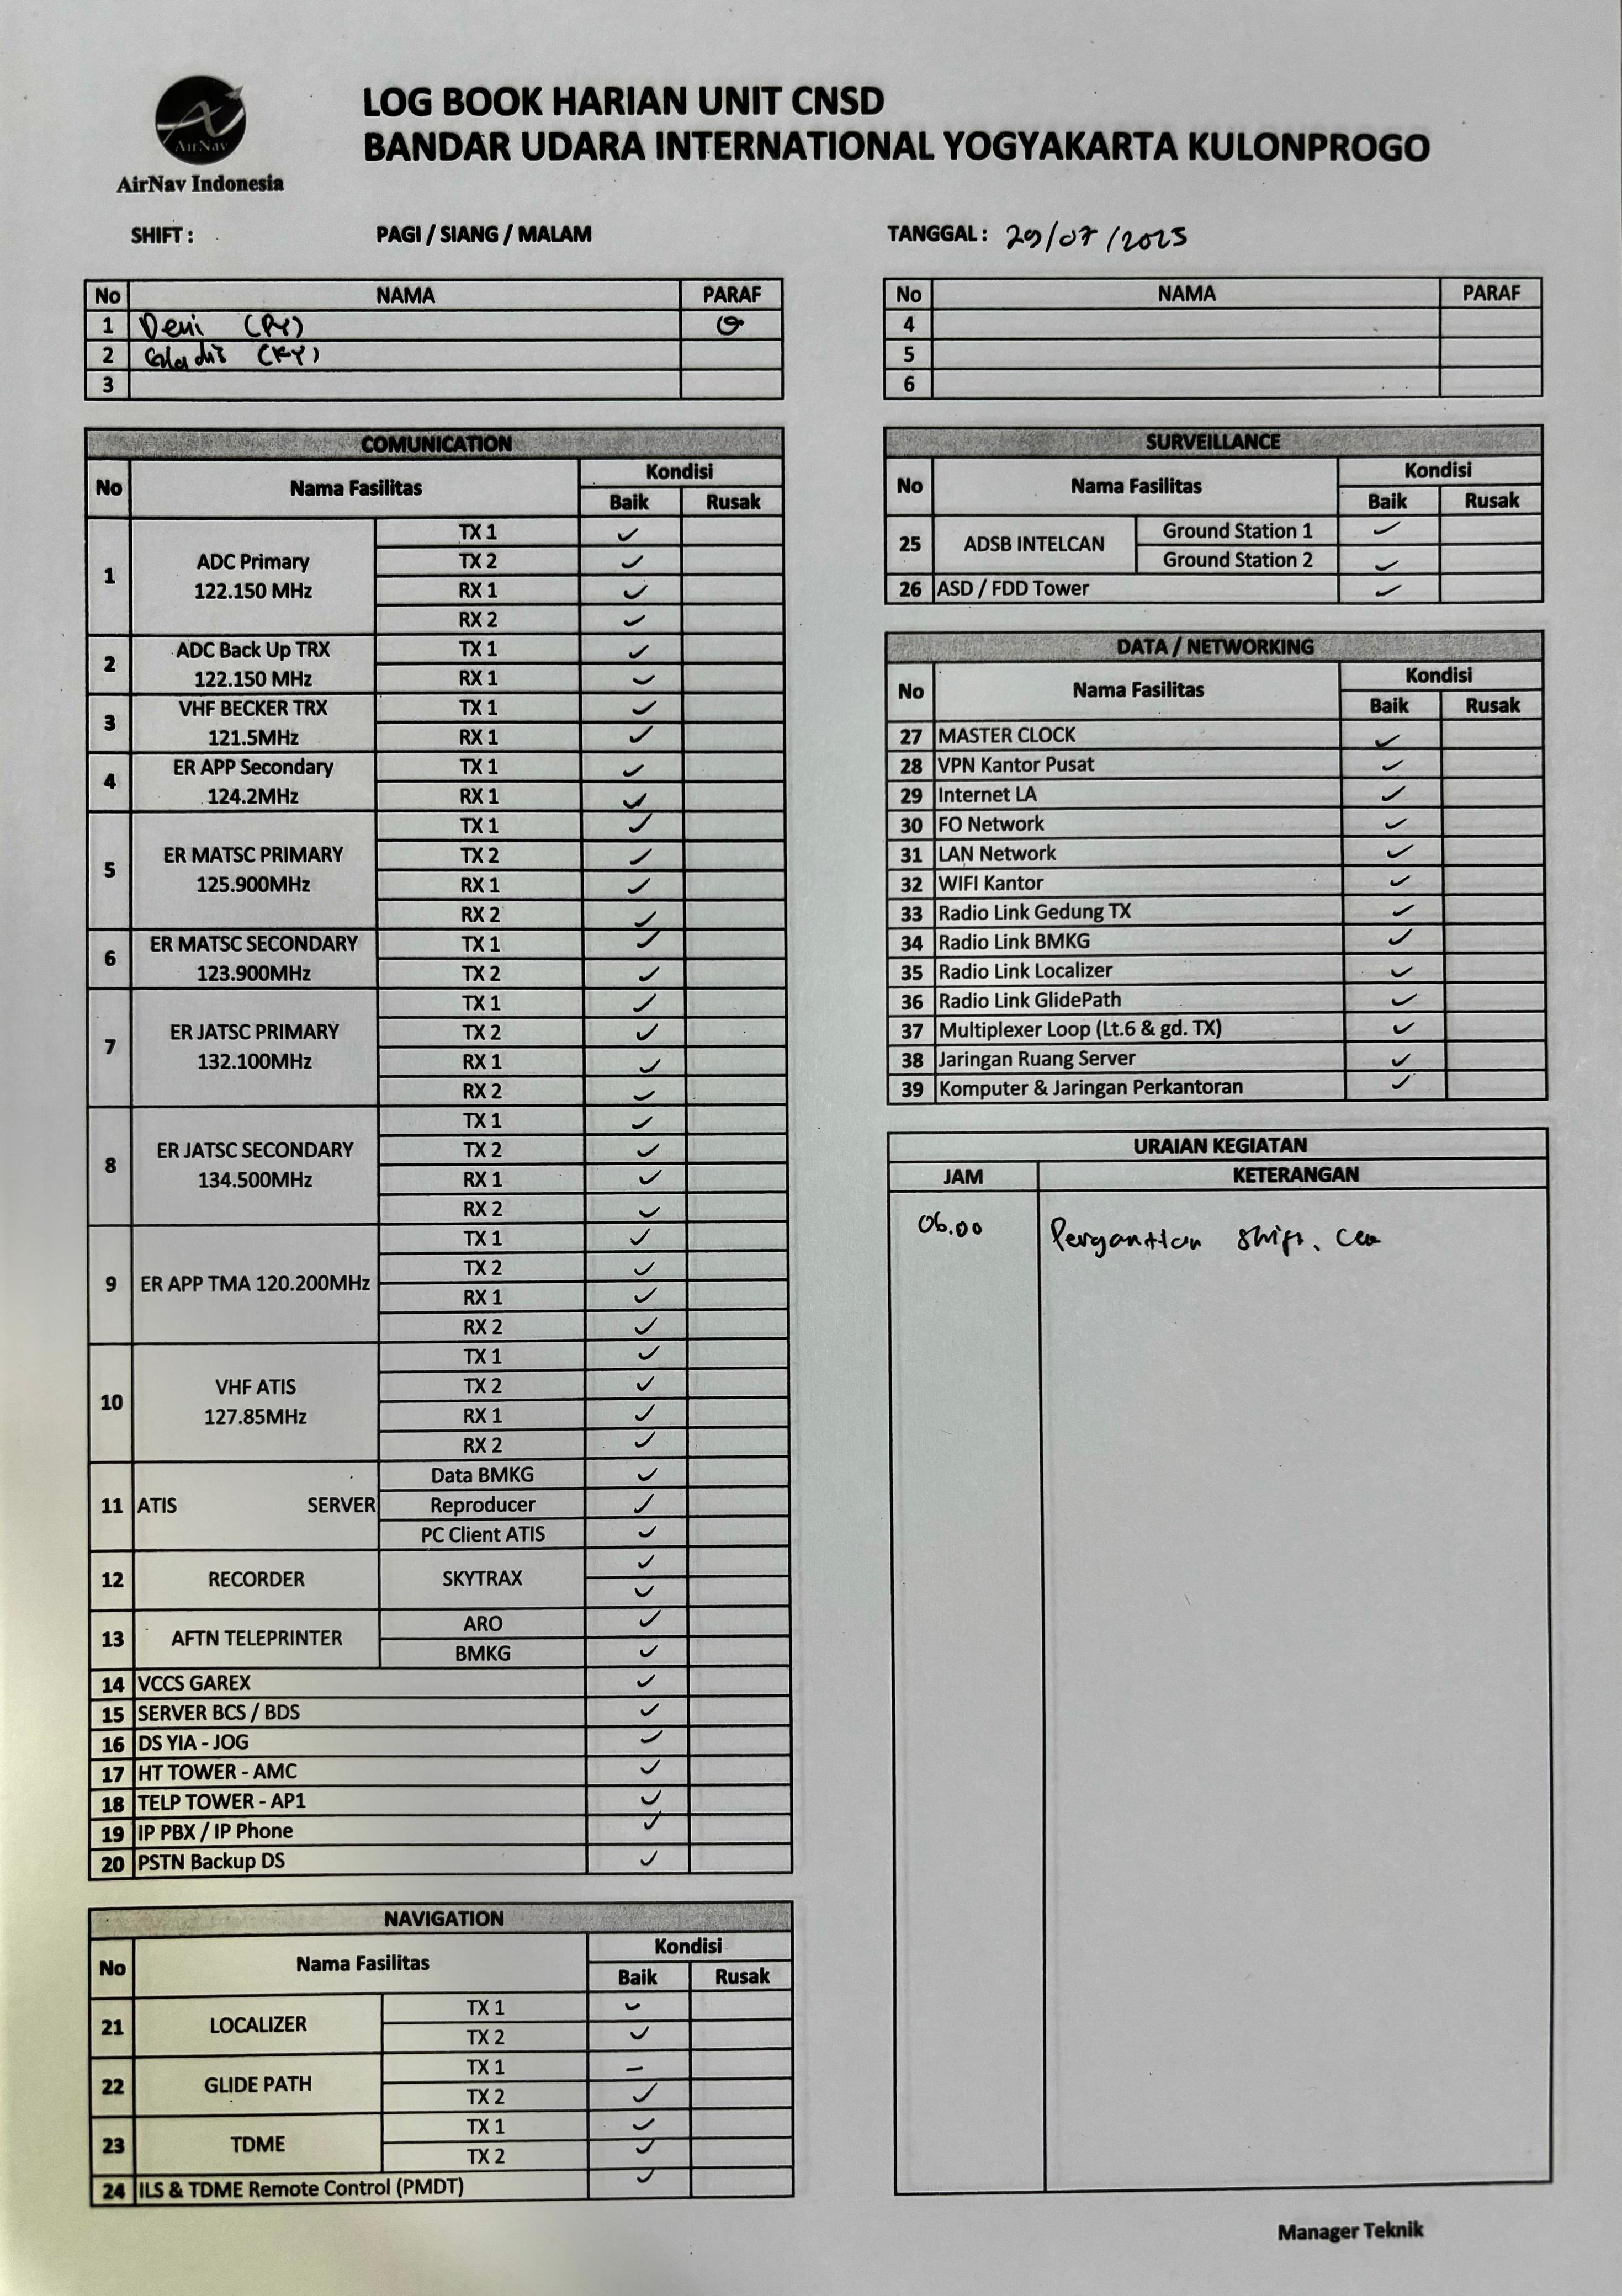 AirNav
AirNav Indonesia
LOG BOOK HARIAN UNIT CNSD
BANDAR UDARA INTERNATIONAL YOGYAKARTA KULONPROGO
SHIFT : PAGI / SIANG / MALAM
TANGGAL : 29/07/2025
No NAMA PARAF
1 Deni (PY)
2 (KY)
3
No NAMA PARAF
4
5
6
COMUNICATION
No Nama Fasilitas Kondisi
Baik Rusak
1 ADC Primary 122.150 MHz TX 1 ✓
TX 2 ✓
RX 1 ✓
RX 2 ✓
2 ADC Back Up TRX 122.150 MHz TX 1 ✓
RX 1 ✓
3 VHF BECKER TRX 121.5MHz TX 1 ✓
RX 1 ✓
4 ER APP Secondary 124.2MHz TX 1 ✓
RX 1 ✓
5 ER MATSC PRIMARY 125.900MHz TX 1 ✓
TX 2 ✓
RX 1 ✓
RX 2 ✓
6 ER MATSC SECONDARY 123.900MHz TX 1 ✓
TX 2 ✓
7 ER JATSC PRIMARY 132.100MHz TX 1 ✓
TX 2 ✓
RX 1 ✓
RX 2 ✓
8 ER JATSC SECONDARY 134.500MHz TX 1 ✓
TX 2 ✓
RX 1 ✓
RX 2 ✓
9 ER APP TMA 120.200MHz TX 1 ✓
TX 2 ✓
RX 1 ✓
RX 2 ✓
10 VHF ATIS 127.85MHz TX 1 ✓
TX 2 ✓
RX 1 ✓
RX 2 ✓
11 ATIS SERVER Data BMKG ✓
Reproducer ✓
PC Client ATIS ✓
12 RECORDER SKYTRAX ✓
✓
13 AFTN TELEPRINTER ARO ✓
BMKG ✓
14 VCCS GAREX ✓
15 SERVER BCS / BDS ✓
16 DS YIA - JOG ✓
17 HT TOWER - AMC ✓
18 TELP TOWER - AP1 ✓
19 IP PBX / IP Phone ✓
20 PSTN Backup DS ✓
NAVIGATION
No Nama Fasilitas Kondisi
Baik Rusak
21 LOCALIZER TX 1 ✓
TX 2 ✓
22 GLIDE PATH TX 1 –
TX 2 ✓
23 TDME TX 1 ✓
TX 2 ✓
24 ILS & TDME Remote Control (PMDT) ✓
SURVEILLANCE
No Nama Fasilitas Kondisi
Baik Rusak
25 ADSB INTELCAN Ground Station 1 ✓
Ground Station 2 ✓
26 ASD / FDD Tower ✓
DATA / NETWORKING
No Nama Fasilitas Kondisi
Baik Rusak
27 MASTER CLOCK ✓
28 VPN Kantor Pusat ✓
29 Internet LA ✓
30 FO Network ✓
31 LAN Network ✓
32 WIFI Kantor ✓
33 Radio Link Gedung TX ✓
34 Radio Link BMKG ✓
35 Radio Link Localizer ✓
36 Radio Link GlidePath ✓
37 Multiplexer Loop (Lt.6 & gd. TX) ✓
38 Jaringan Ruang Server ✓
39 Komputer & Jaringan Perkantoran ✓
URAIAN KEGIATAN
JAM KETERANGAN
06.00 Pergantian shift.
Manager Teknik